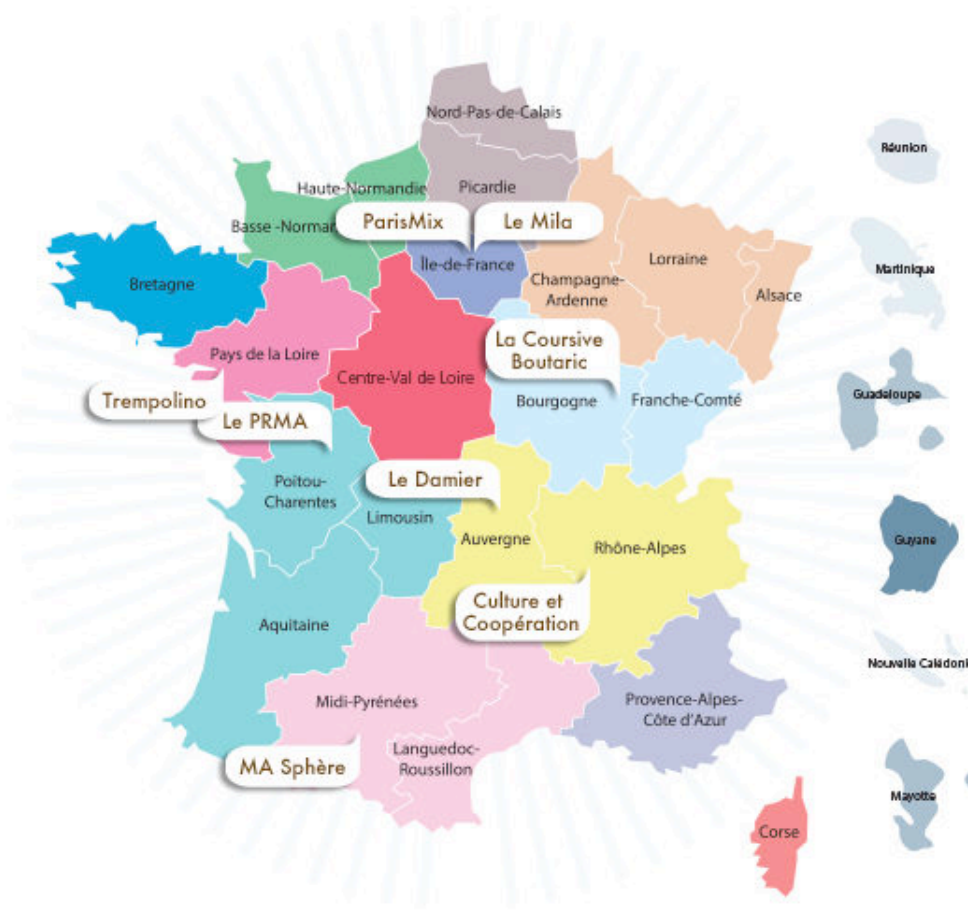 Nord-Pas-de-Calais
Réunion
Haute-Normandie
Picardie
ParisMix
Le Mila
Basse -Norman
Île-de-France
Lorraine
Martinique
Bretagne
Champagne-
Ardenne
Alsace
La Coursive
Boutaric
Pays de la Loire
Centre-Val de Loire
Trempolino
Bourgogne
Franche-Comté
Guadeloupe
Le PRMA
Le Damier
Poitou-
Charentes
Limousin
Auvergne
Rhône-Alpes
Guyane
Culture et
Coopération
Aquitaine
Nouvelle Calédoni
Midi-Pyrénées
Provence-Alpes-
Côte d'Azur
Languedoc-
Roussillon
MA Sphère
Mayotte
Corse